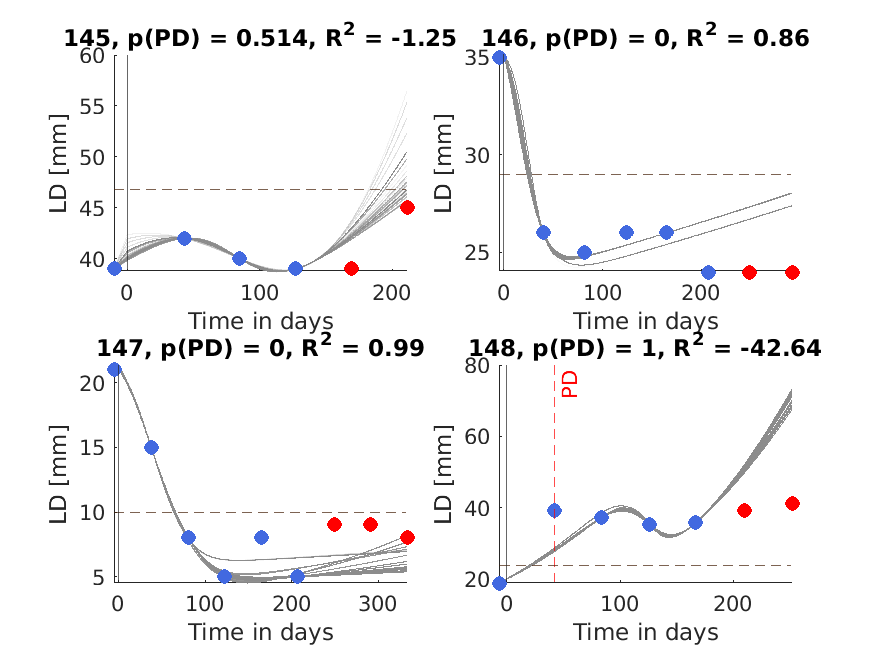 145, p(PD) = 0.514, R2 = -1.25
60
55
50
45
40
LD [mm]
0
100
200
Time in days
146, p(PD) = 0, R2 = 0.86
35
30
25
LD [mm]
0
100
200
Time in days
147, p(PD) = 0, R2 = 0.99
20
15
10
5
LD [mm]
0
100
200
300
Time in days
148, p(PD) = 1, R2 = -42.64
80
60
40
20
LD [mm]
PD
0
100
200
Time in days